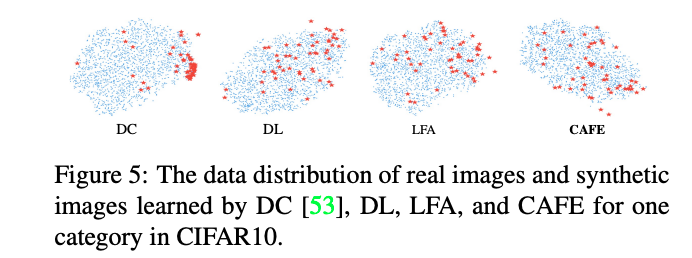 DC
DL
LFA
CAFE
Figure 5: The data distribution of real images and synthetic
images learned by DC [53], DL, LFA, and CAFE for one
category in CIFAR10.